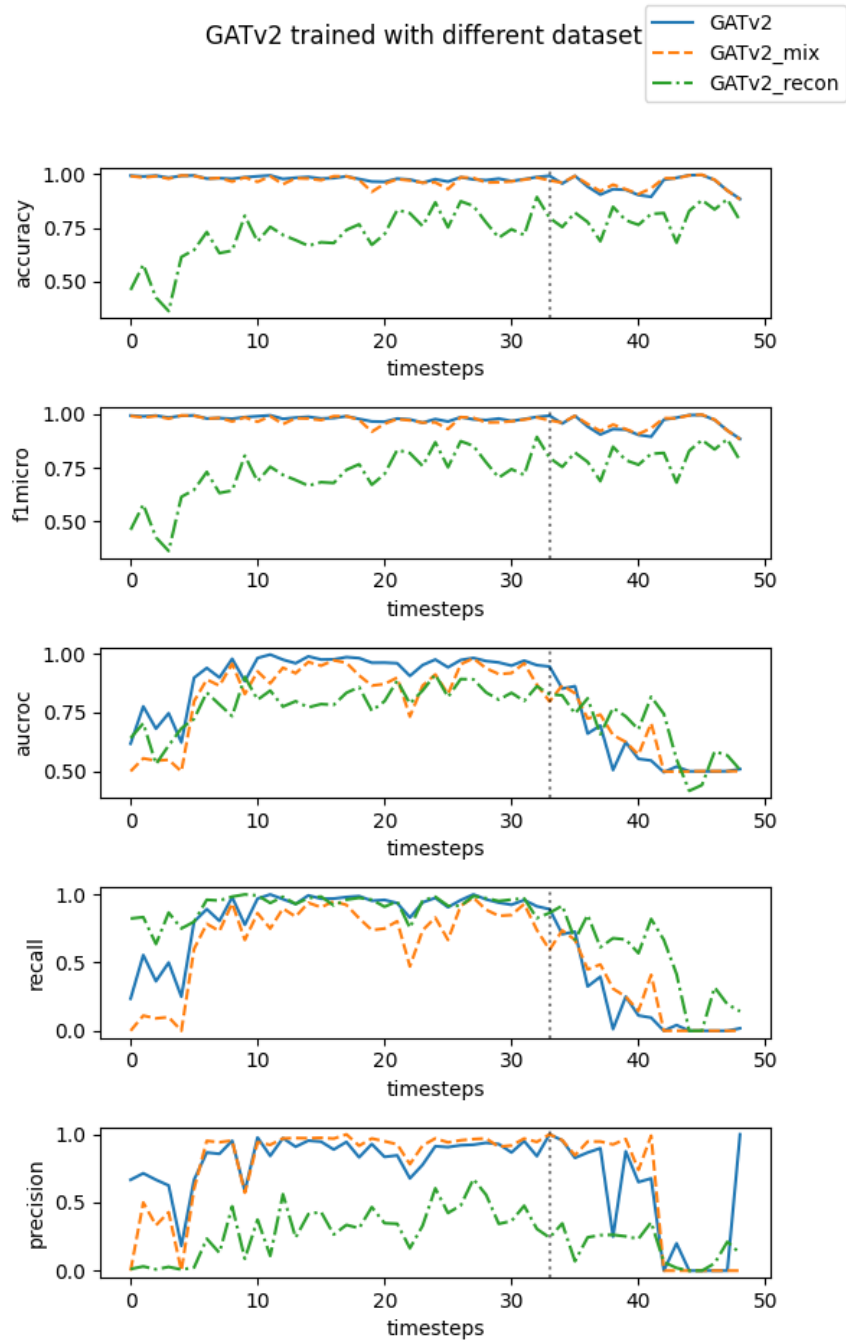 GATv2 trained with different dataset
GATv2
GATv2_mix
GATv2_recon
1.00
0.75
0.50
accuracy
0 10 20 30 40 50
timesteps
1.00
0.75
0.50
f1micro
0 10 20 30 40 50
timesteps
1.00
0.75
0.50
aucroc
0 10 20 30 40 50
timesteps
1.0
0.5
0.0
recall
0 10 20 30 40 50
timesteps
1.0
0.5
0.0
precision
0 10 20 30 40 50
timesteps